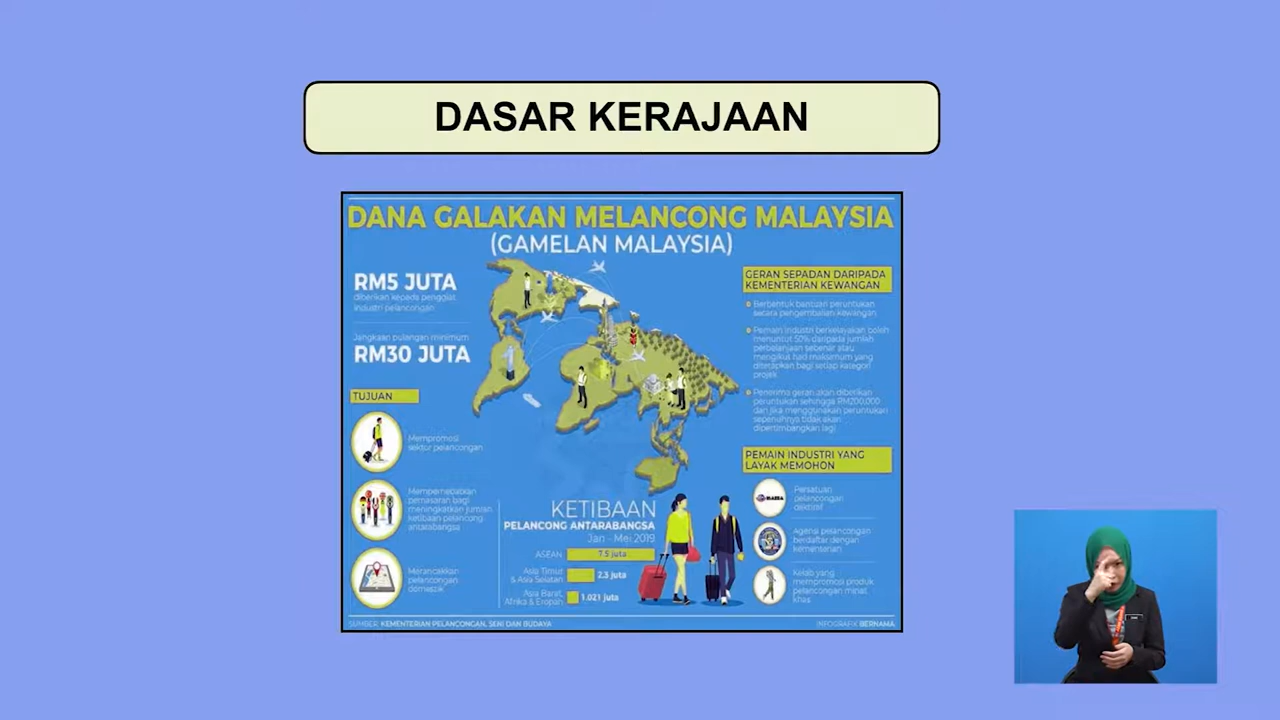 DASAR KERAJAAN
DANA GALAKAN MELANCONG MALAYSIA
(GAMELAN MALAYSIA)
RM5 JUTA
diberikan kepada penggiat
industri pelancongan
Jangkaan pulangan minimum
RM30 JUTA
TUJUAN
Mempromosi
sektor pelancongan
Mempernebatkan
pemasaran bagi
meningkatkan jumlah
ketibaan pelancong
antarabangsa
Merancakkan
pelancongan
domestik
KETIBAAN
PELANCONG ANTARABANGSA
Jan - Mei 2019
ASEAN 7.5 juta
Asia Timur
& Asia Selatan 2.3 juta
Asia Barat,
Afrika & Eropah 1.021 juta
GERAN SEPADAN DARIPADA
KEMENTERIAN KEWANGAN
Berbentuk bantuan peruntukan
secara pengembalian kewangan
Pemain industri berkelayakan boleh
menuntut 50% daripada jumlah
perbelanjaan sebenar atau
mengikut had maksimum yang
ditetapkan bagi setiap kategori
projek
Penerima geran akan diberikan
peruntukan sehingga RM200,000
dan jika menggunakan peruntukan
sepenuhnya tidak akan
dipertimbangkan lagi
PEMAIN INDUSTRI YANG
LAYAK MEMOHON
Persatuan
pelancongan
Agensi pelancongan
berdaftar dengan
kementerian
Kelab yang
mempromosi produk
pelancongan minat
khas
SUMBER: KEMENTERIAN PELANCONGAN, SENI DAN BUDAYA
INFOGRAFIK BERNAMA